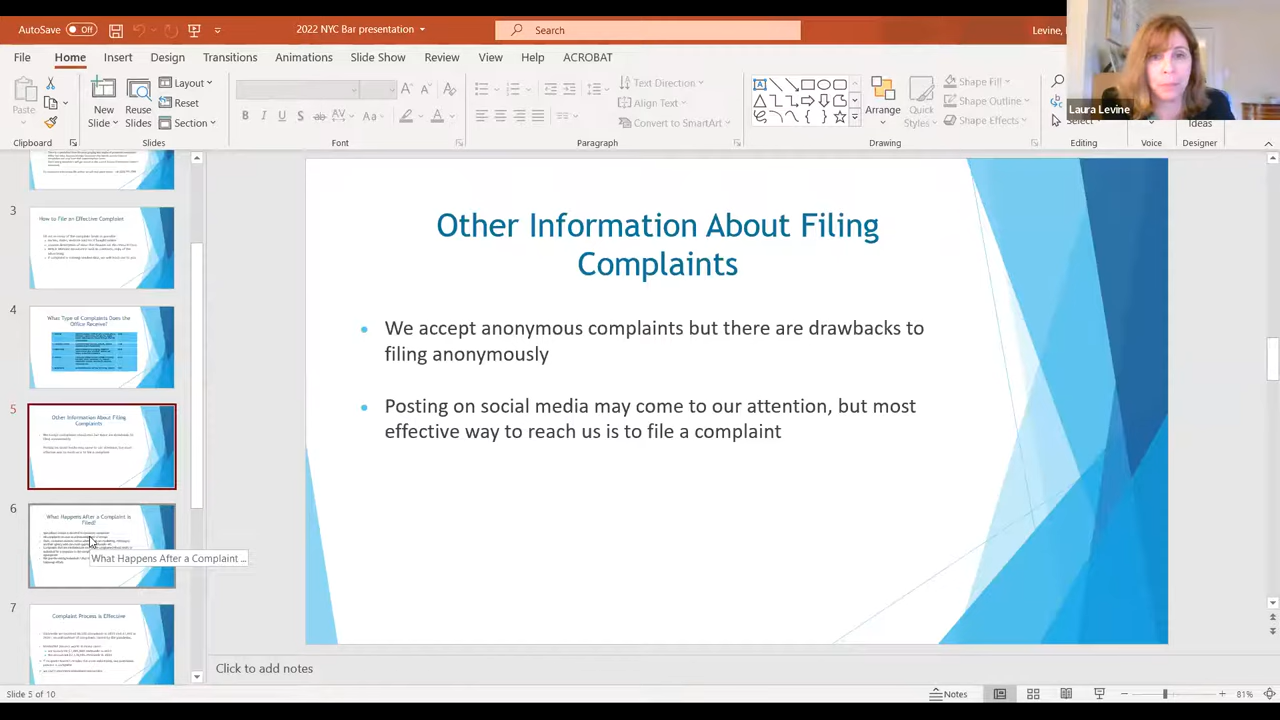 AutoSave Off
2022 NYC Bar presentation
Search
Levine,
File Home Insert Design Transitions Animations Slide Show Review View Help ACROBAT
Laura Levine
Paste
New Slide
Reuse Slides
Layout
Reset
Section
B I U S
Aa
Text Direction
Align Text
Convert to SmartArt
Arrange
Quick Styles
Shape Fill
Shape Outline
Shape Effects
Select
Ideas
Clipboard Slides Font Paragraph Drawing Editing Voice Designer
3
How to File an Effective Complaint
4
What Type of Complaints Does the
Office Receive?
5
Other Information About Filing
Complaints
6
What Happens After a Complaint is
Filed?
What Happens After a Complaint ...
7
Complaint Process is Effective
Other Information About Filing
Complaints
We accept anonymous complaints but there are drawbacks to
filing anonymously
Posting on social media may come to our attention, but most
effective way to reach us is to file a complaint
Click to add notes
Slide 5 of 10
Notes
81%